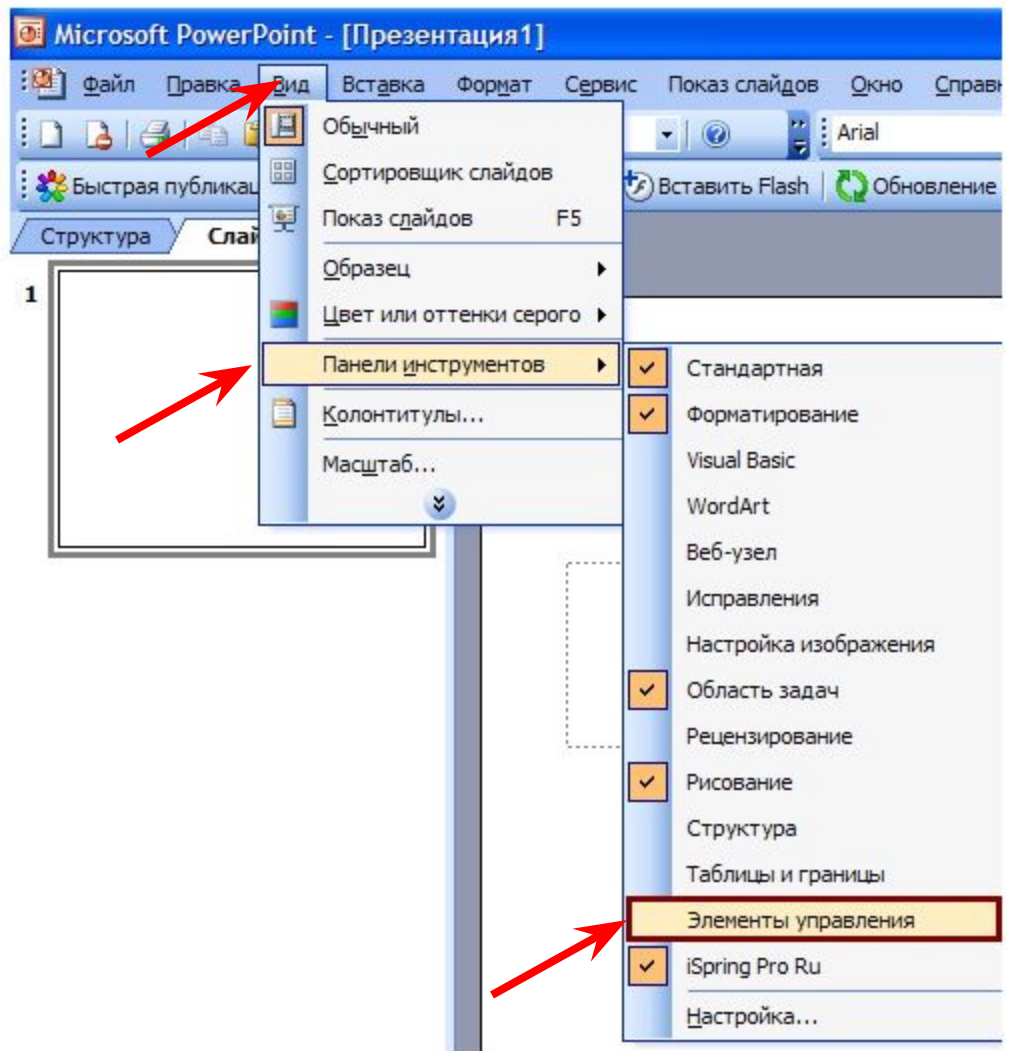 Microsoft PowerPoint - [Презентация1]
Файл Правка Вид Вставка Формат Сервис Показ слайдов Окно
Arial
Быстрая Вставить Flash Обновление
Структура
1
Обычный
Сортировщик слайдов
Показ слайдов F5
Образец
Цвет или оттенки серого
Панели инструментов
Колонтитулы...
Масштаб...
Стандартная
Форматирование
Visual Basic
WordArt
Веб-узел
Исправления
Настройка изображения
Область задач
Рецензирование
Рисование
Структура
Таблицы и границы
Элементы управления
iSpring Pro Ru
Настройка...